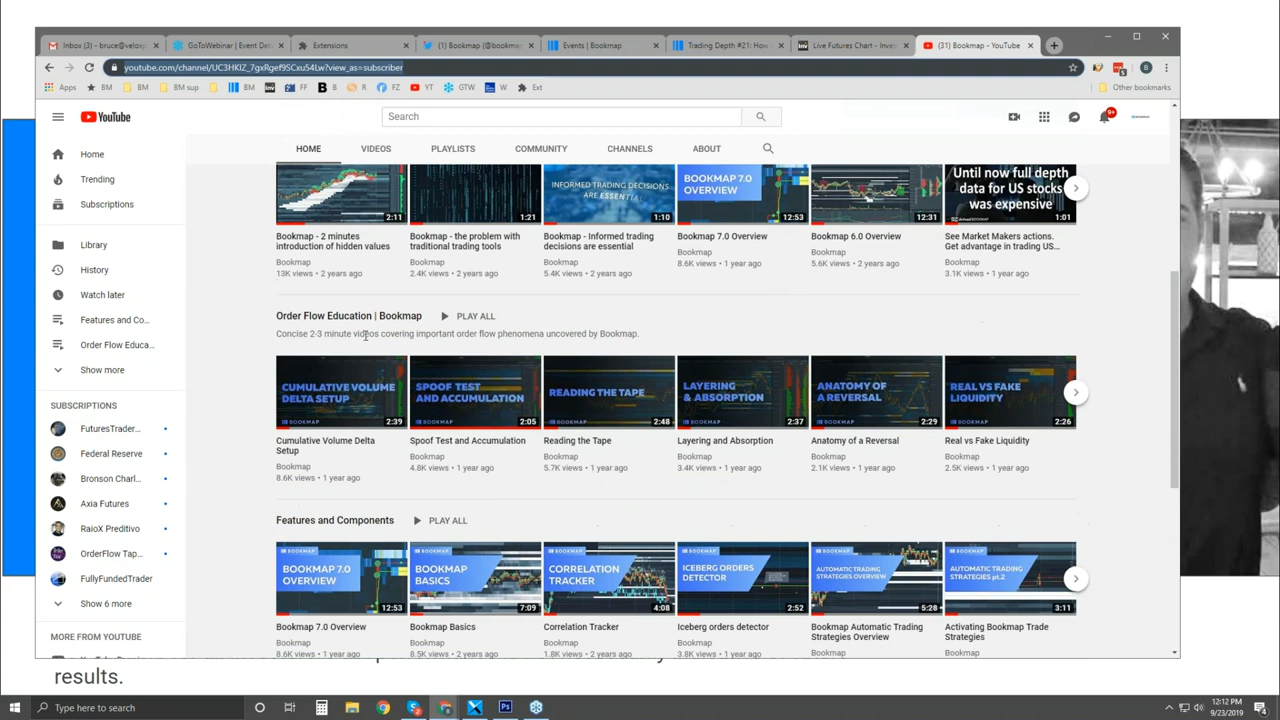 Inbox (3) - bruce@velox
GoToWebinar | Event Det
Extensions
(1) Bookmap (@bookma
Events | Bookmap
Trading Depth #21: How
Live Futures Chart - Inves
(31) Bookmap - YouTube
youtube.com/channel/UC3HKIZ_7gxRgef9SCxu54Lw?view_as=subscriber
Apps
BM
BM
BM sup
BM
FF
B
R
FZ
YT
GTW
W
Ext
Other bookmarks
YouTube
Search
9+
HOME
VIDEOS
PLAYLISTS
COMMUNITY
CHANNELS
ABOUT
Home
Trending
Subscriptions
Library
History
Watch later
Features and Co...
Order Flow Educa...
Show more
SUBSCRIPTIONS
FuturesTrader...
Federal Reserve
Bronson Charl...
Axia Futures
RaioX Preditivo
OrderFlow Tap...
FullyFundedTrader
Show 6 more
MORE FROM YOUTUBE
2:11
1:21
INFORMED TRADING DECISIONS
ARE ESSENTIAL
1:10
BOOKMAP 7.0
OVERVIEW
12:53
12:31
Until now full depth
data for US stocks
was expensive
1:01
Bookmap - 2 minutes
introduction of hidden values
Bookmap
13K views • 2 years ago
Bookmap - the problem with
traditional trading tools
Bookmap
2.4K views • 2 years ago
Bookmap - Informed trading
decisions are essential
Bookmap
5.4K views • 2 years ago
Bookmap 7.0 Overview
Bookmap
8.6K views • 1 year ago
Bookmap 6.0 Overview
Bookmap
5.6K views • 2 years ago
See Market Makers actions.
Get advantage in trading US...
Bookmap
3.1K views • 1 year ago
Order Flow Education | Bookmap
PLAY ALL
Concise 2-3 minute videos covering important order flow phenomena uncovered by Bookmap.
CUMULATIVE VOLUME
DELTA SETUP
2:39
SPOOF TEST
AND ACCUMULATION
2:05
READING THE TAPE
2:48
LAYERING
& ABSORPTION
2:37
ANATOMY OF
A REVERSAL
2:29
REAL VS FAKE
LIQUIDITY
2:26
Cumulative Volume Delta
Setup
Bookmap
8.6K views • 1 year ago
Spoof Test and Accumulation
Bookmap
4.8K views • 1 year ago
Reading the Tape
Bookmap
5.7K views • 1 year ago
Layering and Absorption
Bookmap
3.4K views • 1 year ago
Anatomy of a Reversal
Bookmap
2.1K views • 1 year ago
Real vs Fake Liquidity
Bookmap
2.5K views • 1 year ago
Features and Components
PLAY ALL
BOOKMAP
BOOKMAP 7.0
OVERVIEW
12:53
BOOKMAP
BOOKMAP
BASICS
7:09
BOOKMAP
CORRELATION
TRACKER
4:08
BOOKMAP
ICEBERG ORDERS
DETECTOR
2:52
BOOKMAP
AUTOMATIC TRADING
STRATEGIES OVERVIEW
5:28
BOOKMAP
AUTOMATIC TRADING
STRATEGIES pt.2
3:11
Bookmap 7.0 Overview
Bookmap
8.6K views • 1 year ago
Bookmap Basics
Bookmap
8.5K views • 1 year ago
Correlation Tracker
Bookmap
1.8K views • 1 year ago
Iceberg orders detector
Bookmap
3.8K views • 1 year ago
Bookmap Automatic Trading
Strategies Overview
Bookmap
Activating Bookmap Trade
Strategies
Bookmap
results.
Type here to search
12:12 PM
9/23/2019
4